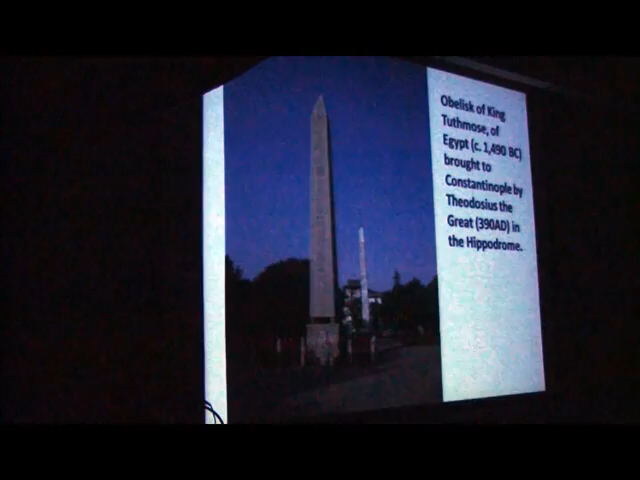 Obelisk of King
Tuthmose, of
Egypt (c. 1,490 BC)
brought to
Constantinople by
Theodosius the
Great (390AD) in
the Hippodrome.